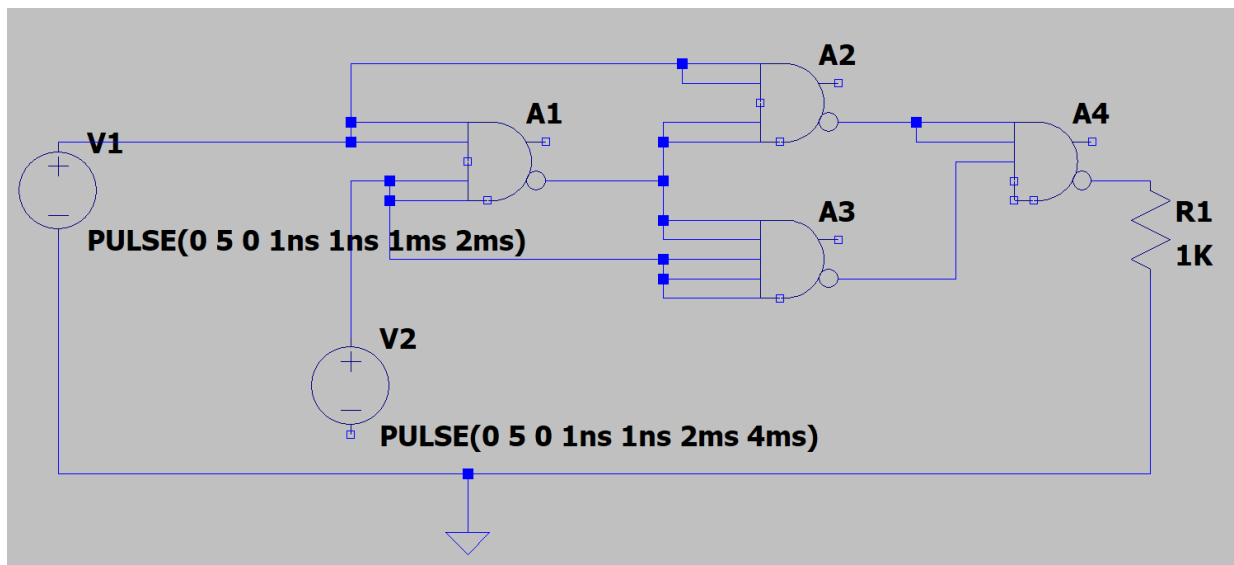 A2
A1
A4
V1
A3
R1
PULSE(0 5 0 1ns 1ns 1ms 2ms)
1K
V2
PULSE(0 5 0 1ns 1ns 2ms 4ms)